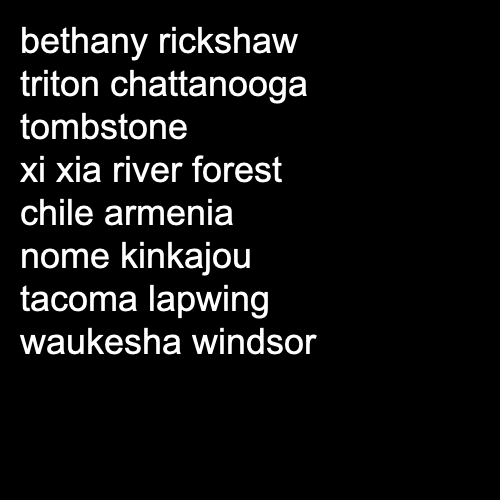 bethany rickshaw
triton chattanooga
tombstone
xi xia river forest
chile armenia
nome kinkajou
tacoma lapwing
waukesha windsor